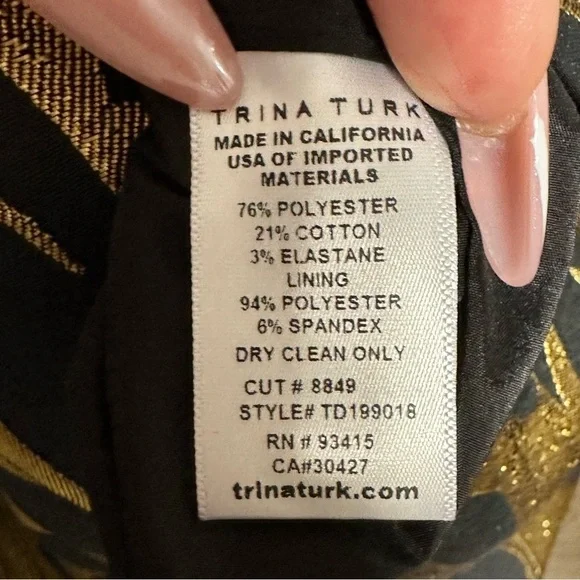 TRINA TURK
MADE IN CALIFORNIA
USA OF IMPORTED
MATERIALS
76% POLYESTER
21% COTTON
3% ELASTANE
LINING
94% POLYESTER
6% SPANDEX
DRY CLEAN ONLY
CUT # 8849
STYLE# TD199018
RN # 93415
CA#30427
trinaturk.com